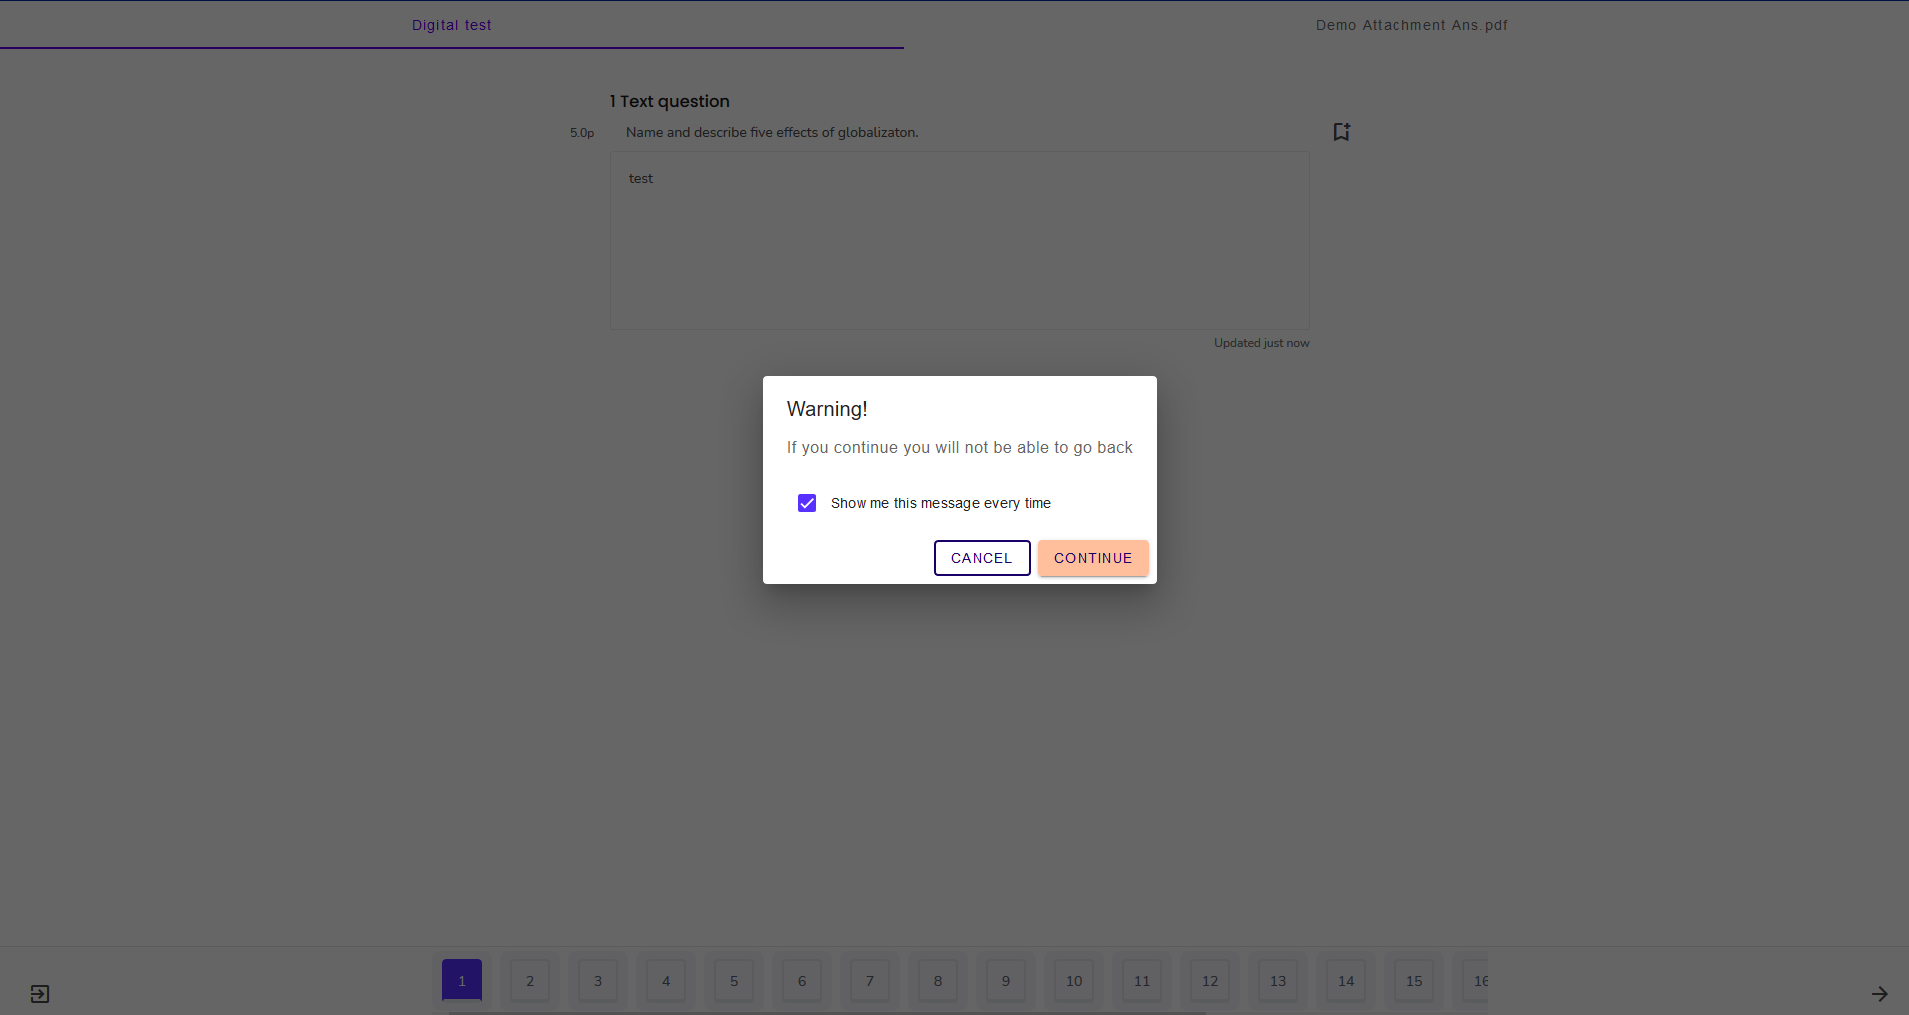 Digital test
Demo Attachment Ans.pdf
1 Text question
5.0p Name and describe five effects of globalizaton.
test
Updated just now
Warning!
If you continue you will not be able to go back
Show me this message every time
CANCEL CONTINUE
1 2 3 4 5 6 7 8 9 10 11 12 13 14 15 16